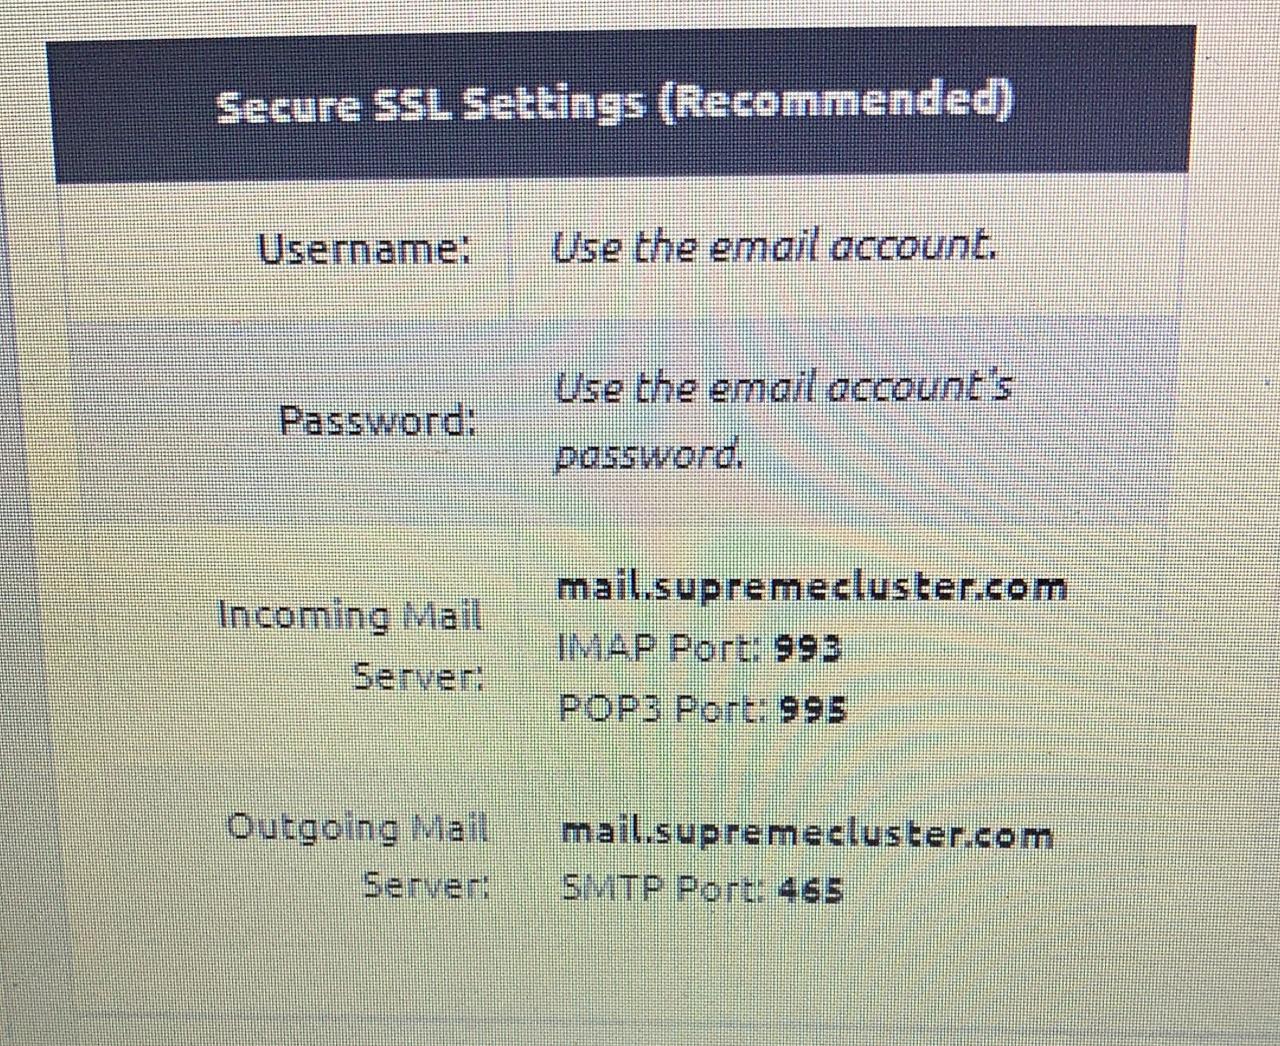 Secure SSL Settings (Recommended)
Username:
Use the email account.
Password:
Use the email account's
password.
Incoming Mail
Server:
mail.supremecluster.com
IMAP Port: 993
POP3 Port: 995
Outgoing Mail
Server:
mail.supremecluster.com
SMTP Port: 465